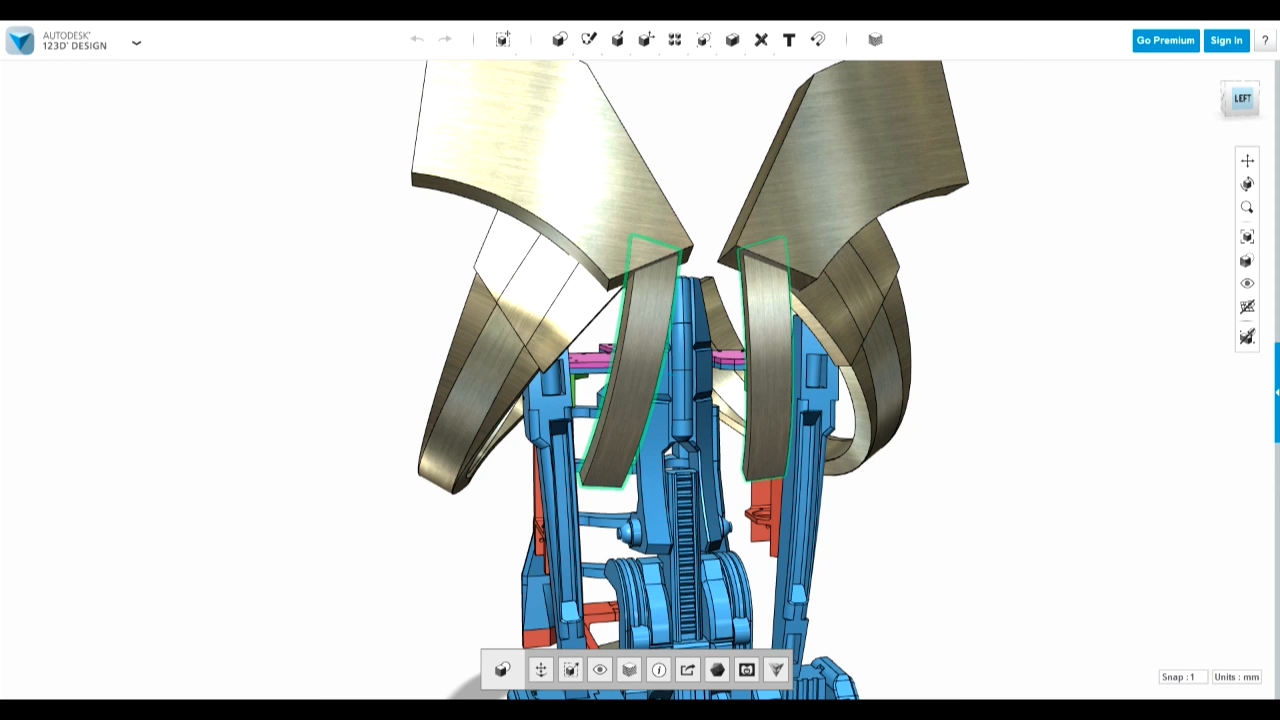 AUTODESK®
123D® DESIGN
Go Premium
Sign In
?
LEFT
Snap : 1
Units : mm